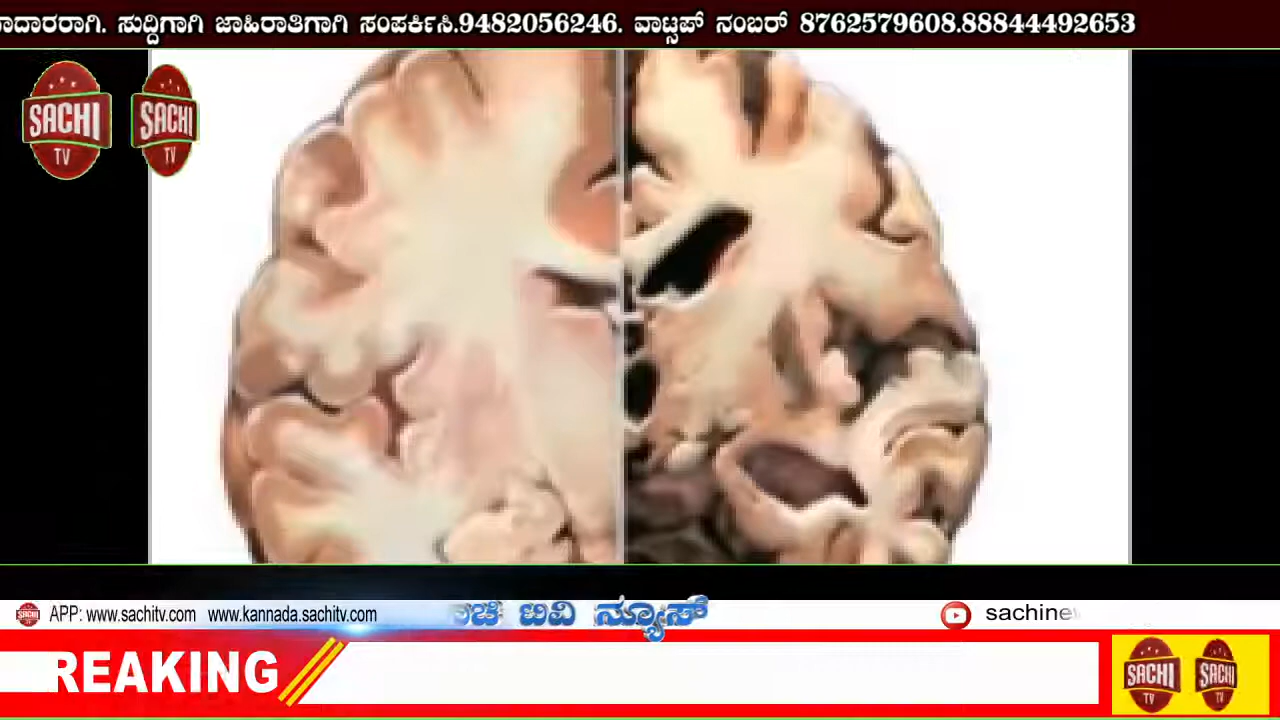 ಸುದ್ದಿಗಾಗಿ ಜಾಹಿರಾತಿಗಾಗಿ ಸಂಪರ್ಕಿಸಿ.9482056246. ವಾಟ್ಸಪ್ ನಂಬರ್ 8762579608.88844492653
SACHI TV SACHI TV
APP: www.sachitv.com www.kannada.sachitv.com ಟಿವಿ ನ್ಯೂಸ್ sachine
REAKING
SACHI TV SACHI TV